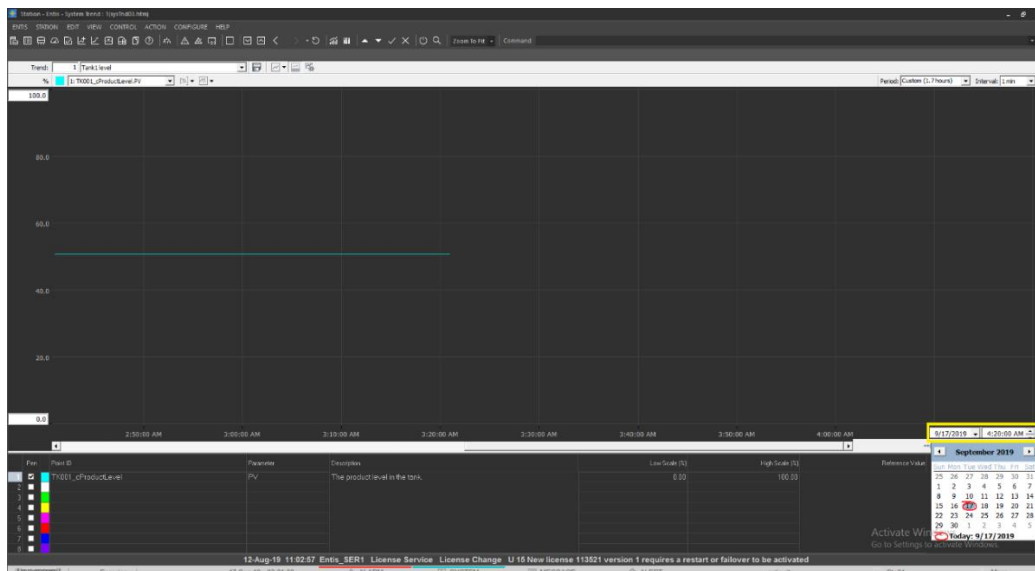 Station - Entis - System Trend : [sysTrd03.htm]
ENTIS STATION EDIT VIEW CONTROL ACTION CONFIGURE HELP
Zoom to Fit Command
Trend: 1 Tank1 level
% 1: TK001_cProductLevel.PV Period: Custom (1.7 hours) Interval: 1 min
100.0
80.0
60.0
40.0
20.0
0.0
2:50:00 AM 3:00:00 AM 3:10:00 AM 3:20:00 AM 3:30:00 AM 3:40:00 AM 3:50:00 AM 4:00:00 AM 9/17/2019 4:20:00 AM
September 2019
Pen Point ID Parameter Description Low Scale (%) High Scale (%) Reference Value Sun Mon Tue Wed Thu Fri Sat
1 TK001_cProductLevel PV The product level in the tank. 0.00 100.00 25 26 27 28 29 30 31
2 1 2 3 4 5 6 7
3 8 9 10 11 12 13 14
4 15 16 17 18 19 20 21
5 22 23 24 25 26 27 28
6 29 30 1 2 3 4 5
7 Today: 9/17/2019
8
Activate Windows
Go to Settings to activate Windows.
12-Aug-19 11:02:57 Entis_SER1 License Service License Change U 15 New license 113521 version 1 requires a restart or failover to be activated